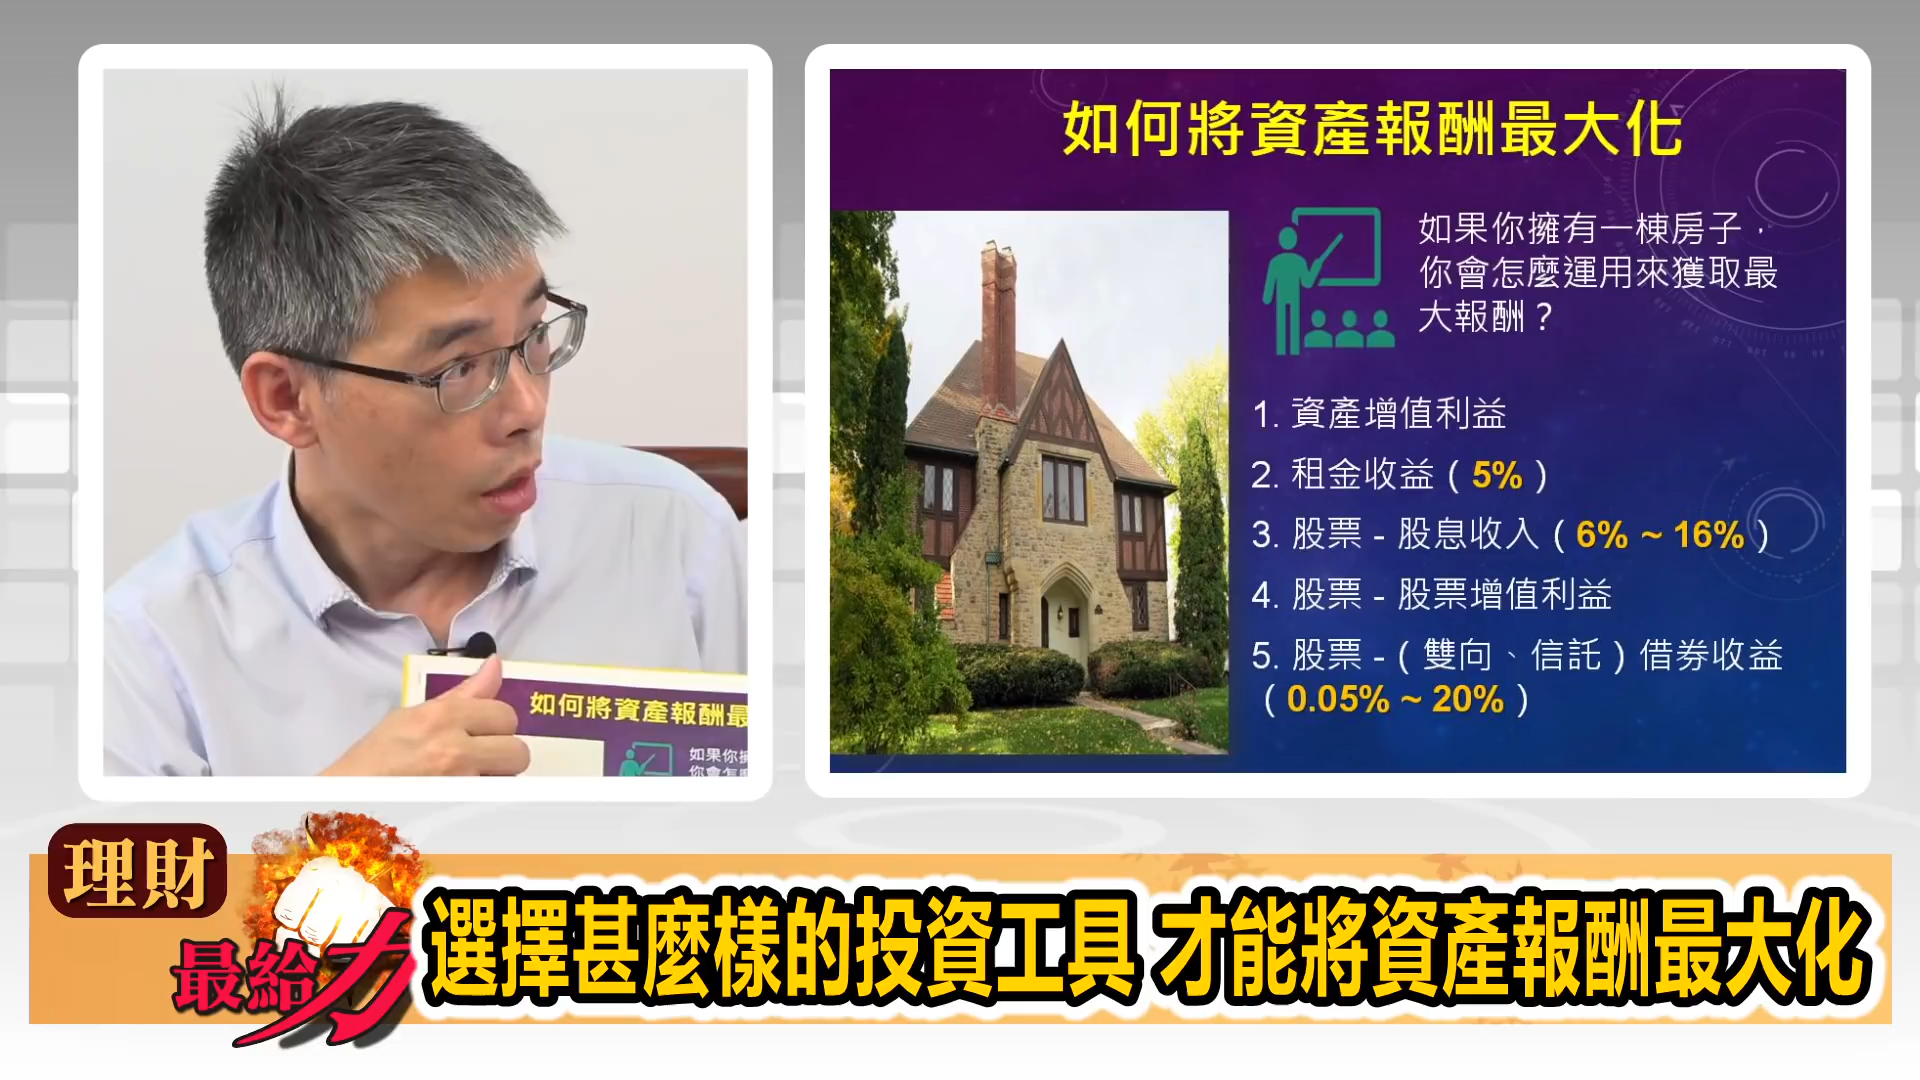 如何將資產報酬最大化
如果你擁有一棟房子，
你會怎麼運用來獲取最
大報酬？
1. 資產增值利益
2. 租金收益（5%）
3. 股票 - 股息收入（6% ~ 16%）
4. 股票 - 股票增值利益
5. 股票 -（雙向、信託）借券收益
（0.05% ~ 20%）
如何將資產報酬最
如果你擁
你會怎麼
理財
最給力
選擇甚麼樣的投資工具 才能將資產報酬最大化